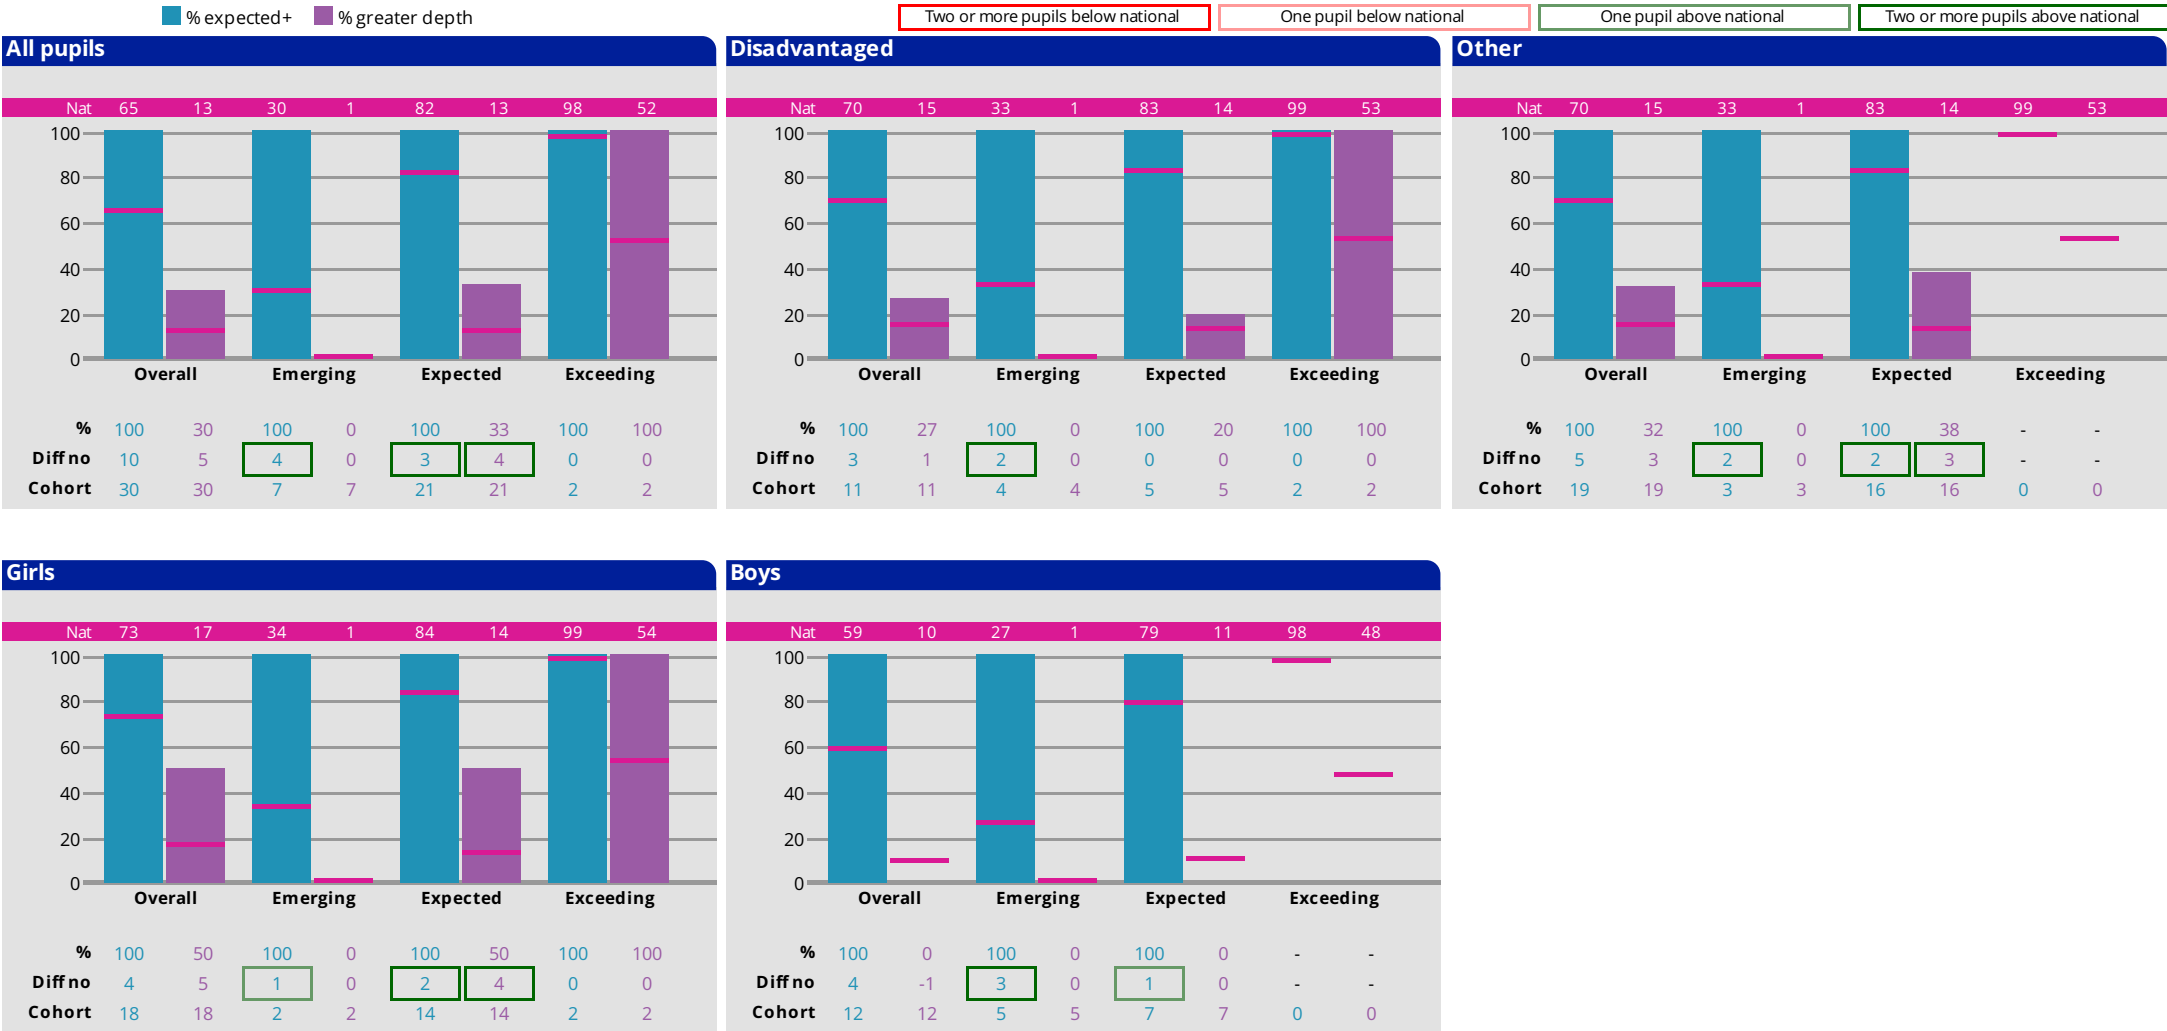 % expected+ % greater depth Two or more pupils below national One pupil below national One pupil above national Two or more pupils above national
All pupils
Nat 65 13 30 1 82 13 98 52
100
80
60
40
20
0
Overall Emerging Expected Exceeding
% 100 30 100 0 100 33 100 100
Diff no 10 5 4 0 3 4 0 0
Cohort 30 30 7 7 21 21 2 2
Disadvantaged
Nat 70 15 33 1 83 14 99 53
100
80
60
40
20
0
Overall Emerging Expected Exceeding
% 100 27 100 0 100 20 100 100
Diff no 3 1 2 0 0 0 0 0
Cohort 11 11 4 4 5 5 2 2
Other
Nat 70 15 33 1 83 14 99 53
100
80
60
40
20
0
Overall Emerging Expected Exceeding
% 100 32 100 0 100 38 - -
Diff no 5 3 2 0 2 3 - -
Cohort 19 19 3 3 16 16 0 0
Girls
Nat 73 17 34 1 84 14 99 54
100
80
60
40
20
0
Overall Emerging Expected Exceeding
% 100 50 100 0 100 50 100 100
Diff no 4 5 1 0 2 4 0 0
Cohort 18 18 2 2 14 14 2 2
Boys
Nat 59 10 27 1 79 11 98 48
100
80
60
40
20
0
Overall Emerging Expected Exceeding
% 100 0 100 0 100 0 - -
Diff no 4 -1 3 0 1 0 - -
Cohort 12 12 5 5 7 7 0 0